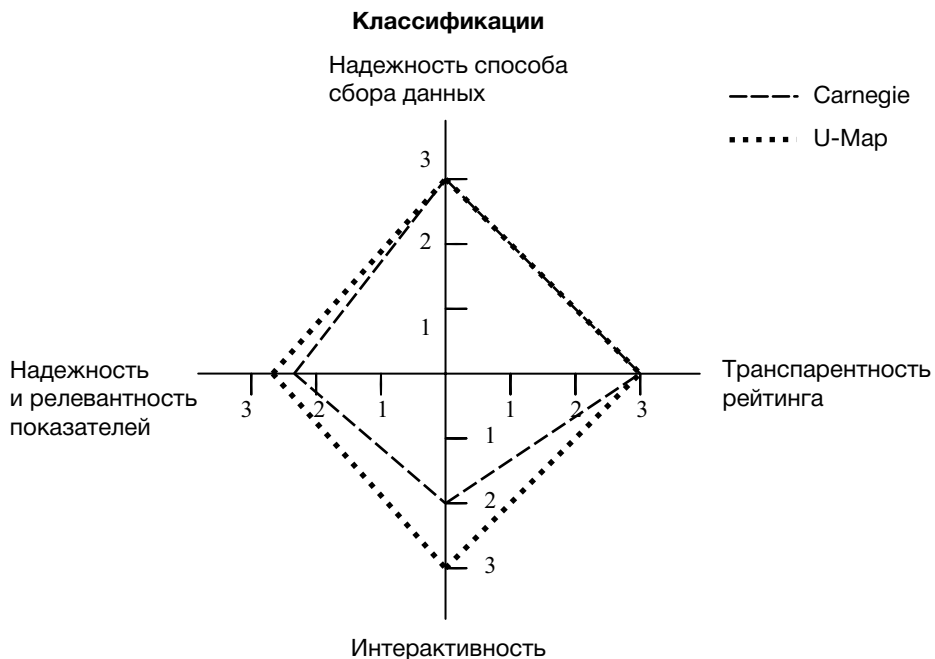 Классификации
Надежность способа
сбора данных
Carnegie
U-Map
3
2
1
Надежность
и релевантность
показателей
3 2 1 1 2 3
Транспарентность
рейтинга
1
2
3
Интерактивность